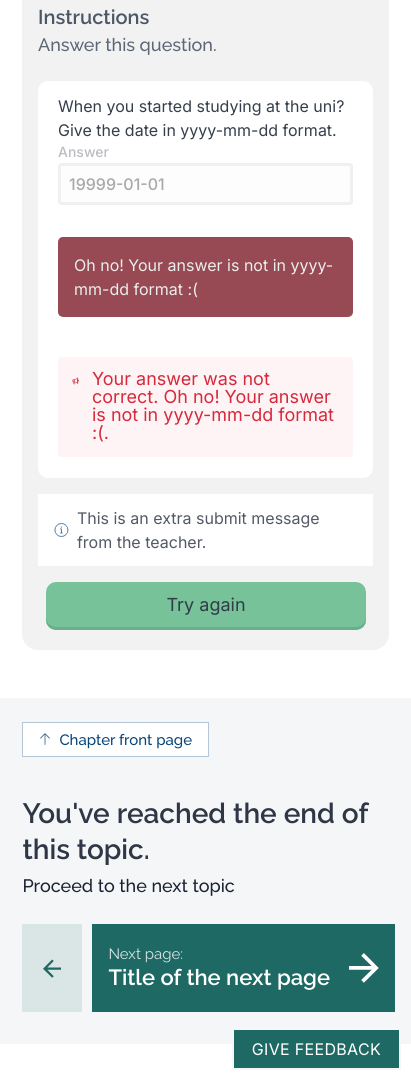 Instructions
Answer this question.
When you started studying at the uni?
Give the date in yyyy-mm-dd format.
Answer
19999-01-01
Oh no! Your answer is not in yyyy-
mm-dd format :(
Your answer was not
correct. Oh no! Your answer
is not in yyyy-mm-dd format
:(.
This is an extra submit message
from the teacher.
Try again
Chapter front page
You've reached the end of
this topic.
Proceed to the next topic
Next page:
Title of the next page
GIVE FEEDBACK